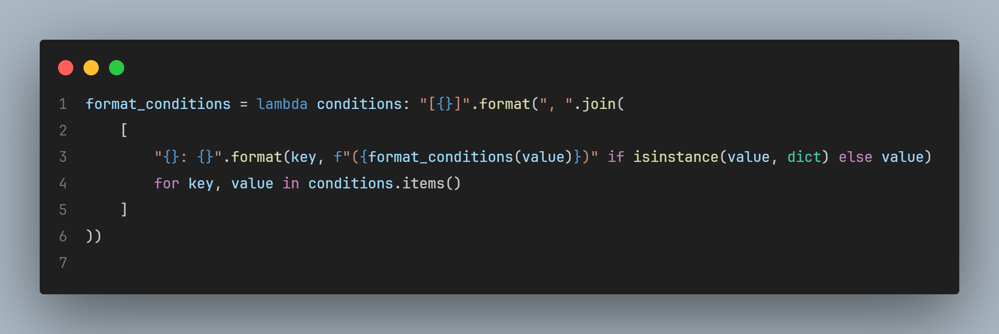 1 format_conditions = lambda conditions: "[{}]".format(", ".join(
2     [
3         "{}: {}".format(key, f"({format_conditions(value)})" if isinstance(value, dict) else value)
4         for key, value in conditions.items()
5     ]
6 ))
7